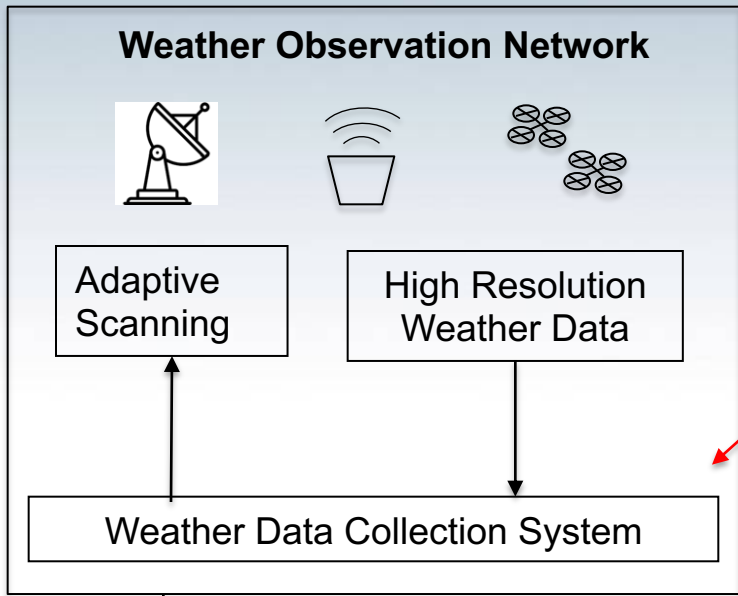 Weather Observation Network
Adaptive
Scanning
High Resolution
Weather Data
Weather Data Collection System